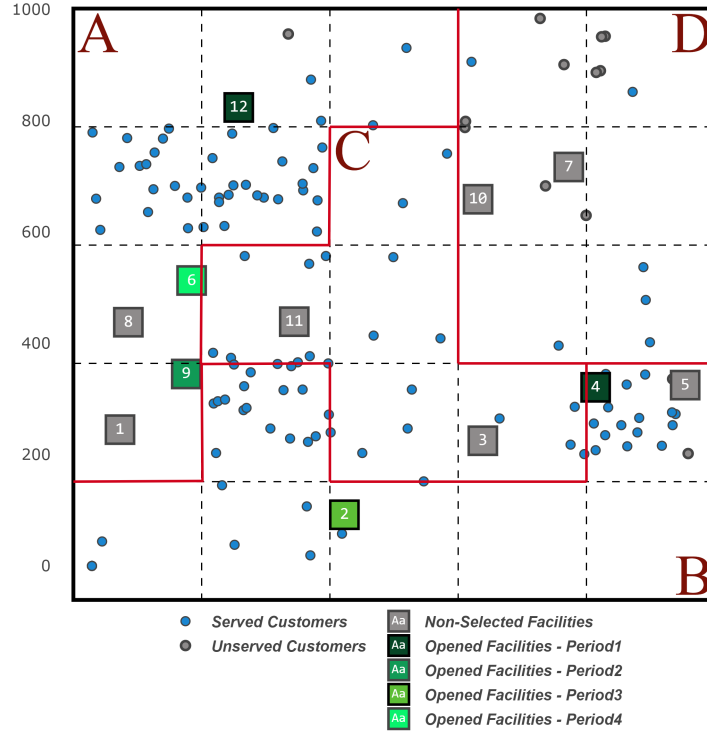 1000
A
D
12
800
C
7
10
600
6
8
11
400
9
4
5
1
3
200
2
0
B
Served Customers
Unserved Customers
Aa Non-Selected Facilities
Aa Opened Facilities - Period1
Aa Opened Facilities - Period2
Aa Opened Facilities - Period3
Aa Opened Facilities - Period4